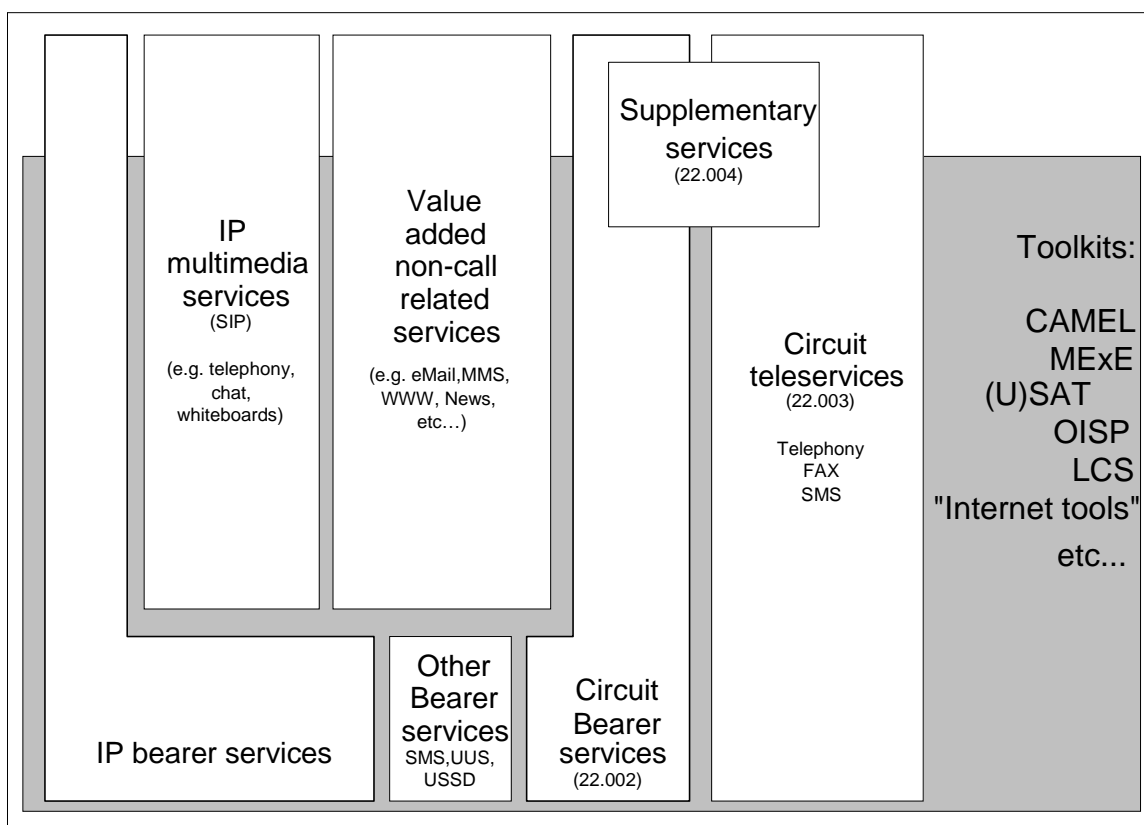 Supplementary
services
(22.004)
IP
multimedia
services
(SIP)
(e.g. telephony,
chat,
whiteboards)
Value
added
non-call
related
services
(e.g. eMail,MMS,
WWW, News,
etc…)
Circuit
teleservices
(22.003)
Telephony
FAX
SMS
Toolkits:
CAMEL
MExE
(U)SAT
OISP
LCS
"Internet tools"
etc...
IP bearer services
Other
Bearer
services
SMS,UUS,
USSD
Circuit
Bearer
services
(22.002)